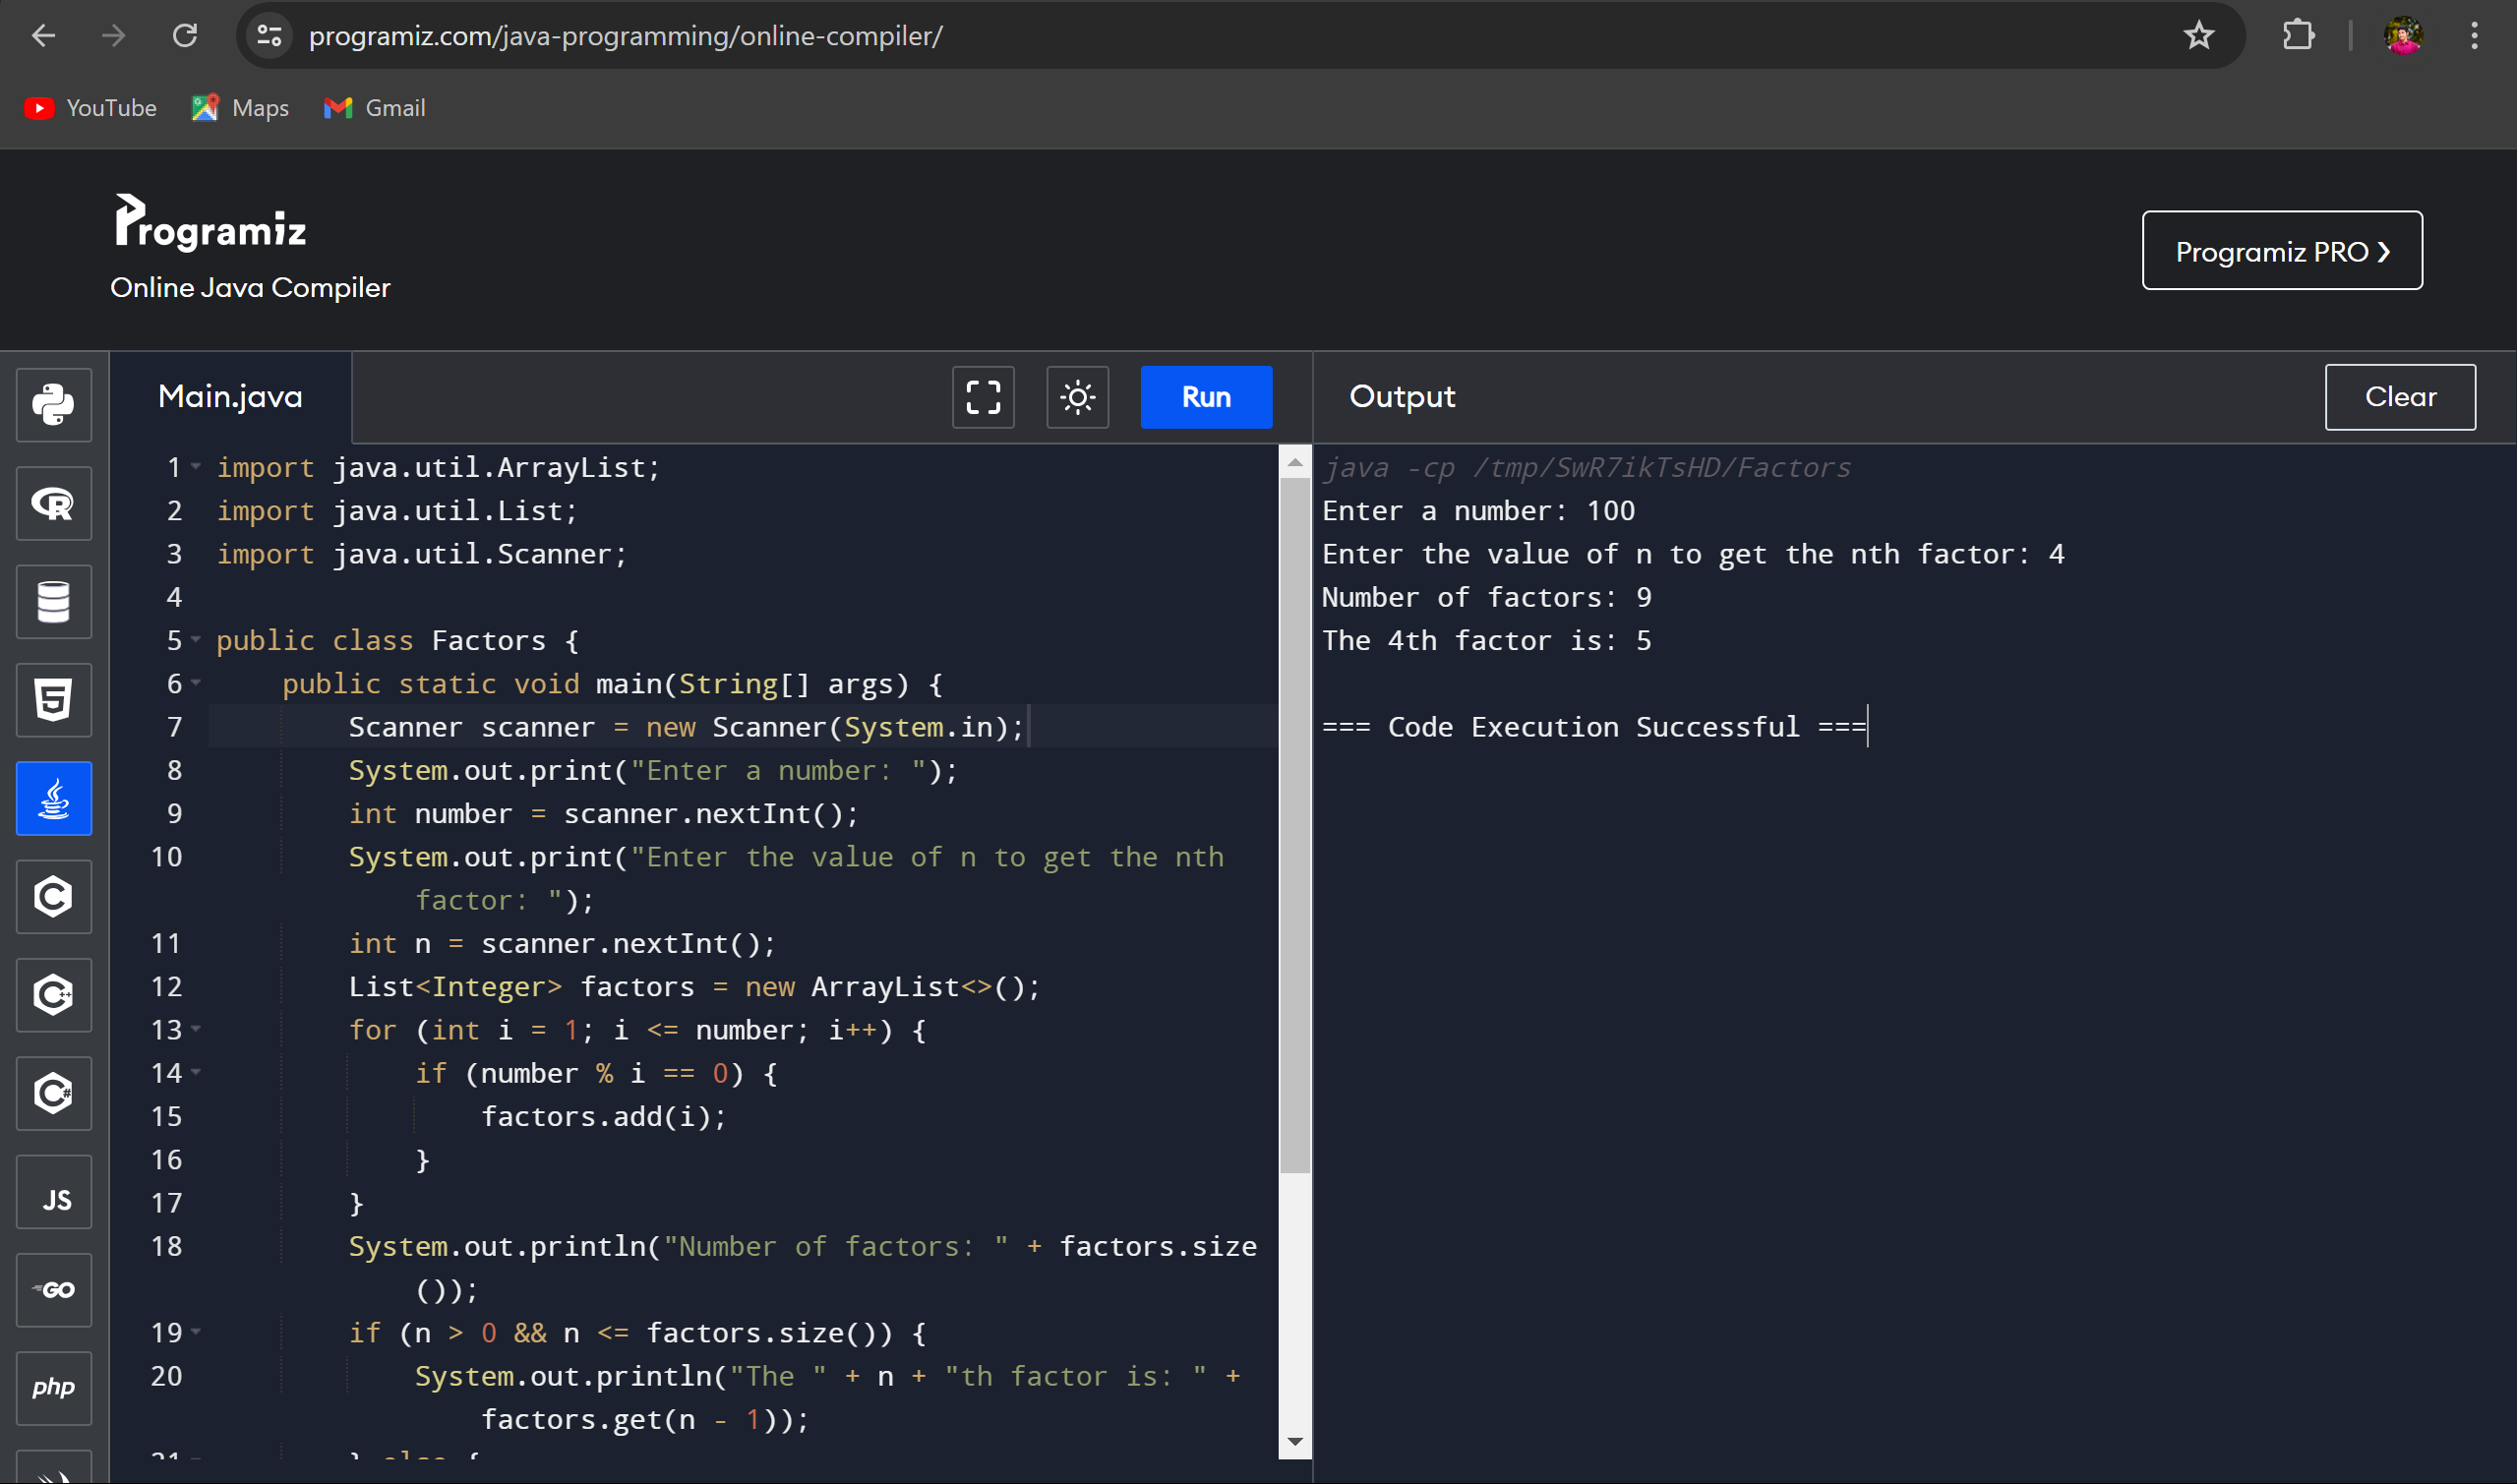 programiz.com/java-programming/online-compiler/
YouTube Maps Gmail
Programiz
Online Java Compiler
Programiz PRO ❯
Main.java
Run
Output
Clear
1 import java.util.ArrayList;
2 import java.util.List;
3 import java.util.Scanner;
4
5 public class Factors {
6 public static void main(String[] args) {
7 Scanner scanner = new Scanner(System.in);
8 System.out.print("Enter a number: ");
9 int number = scanner.nextInt();
10 System.out.print("Enter the value of n to get the nth
factor: ");
11 int n = scanner.nextInt();
12 List<Integer> factors = new ArrayList<>();
13 for (int i = 1; i <= number; i++) {
14 if (number % i == 0) {
15 factors.add(i);
16 }
17 }
18 System.out.println("Number of factors: " + factors.size
());
19 if (n > 0 && n <= factors.size()) {
20 System.out.println("The " + n + "th factor is: " +
factors.get(n - 1));
21 } else {
java -cp /tmp/SwR7ikTsHD/Factors
Enter a number: 100
Enter the value of n to get the nth factor: 4
Number of factors: 9
The 4th factor is: 5
=== Code Execution Successful ===
R
5
C
C++
C#
JS
GO
php